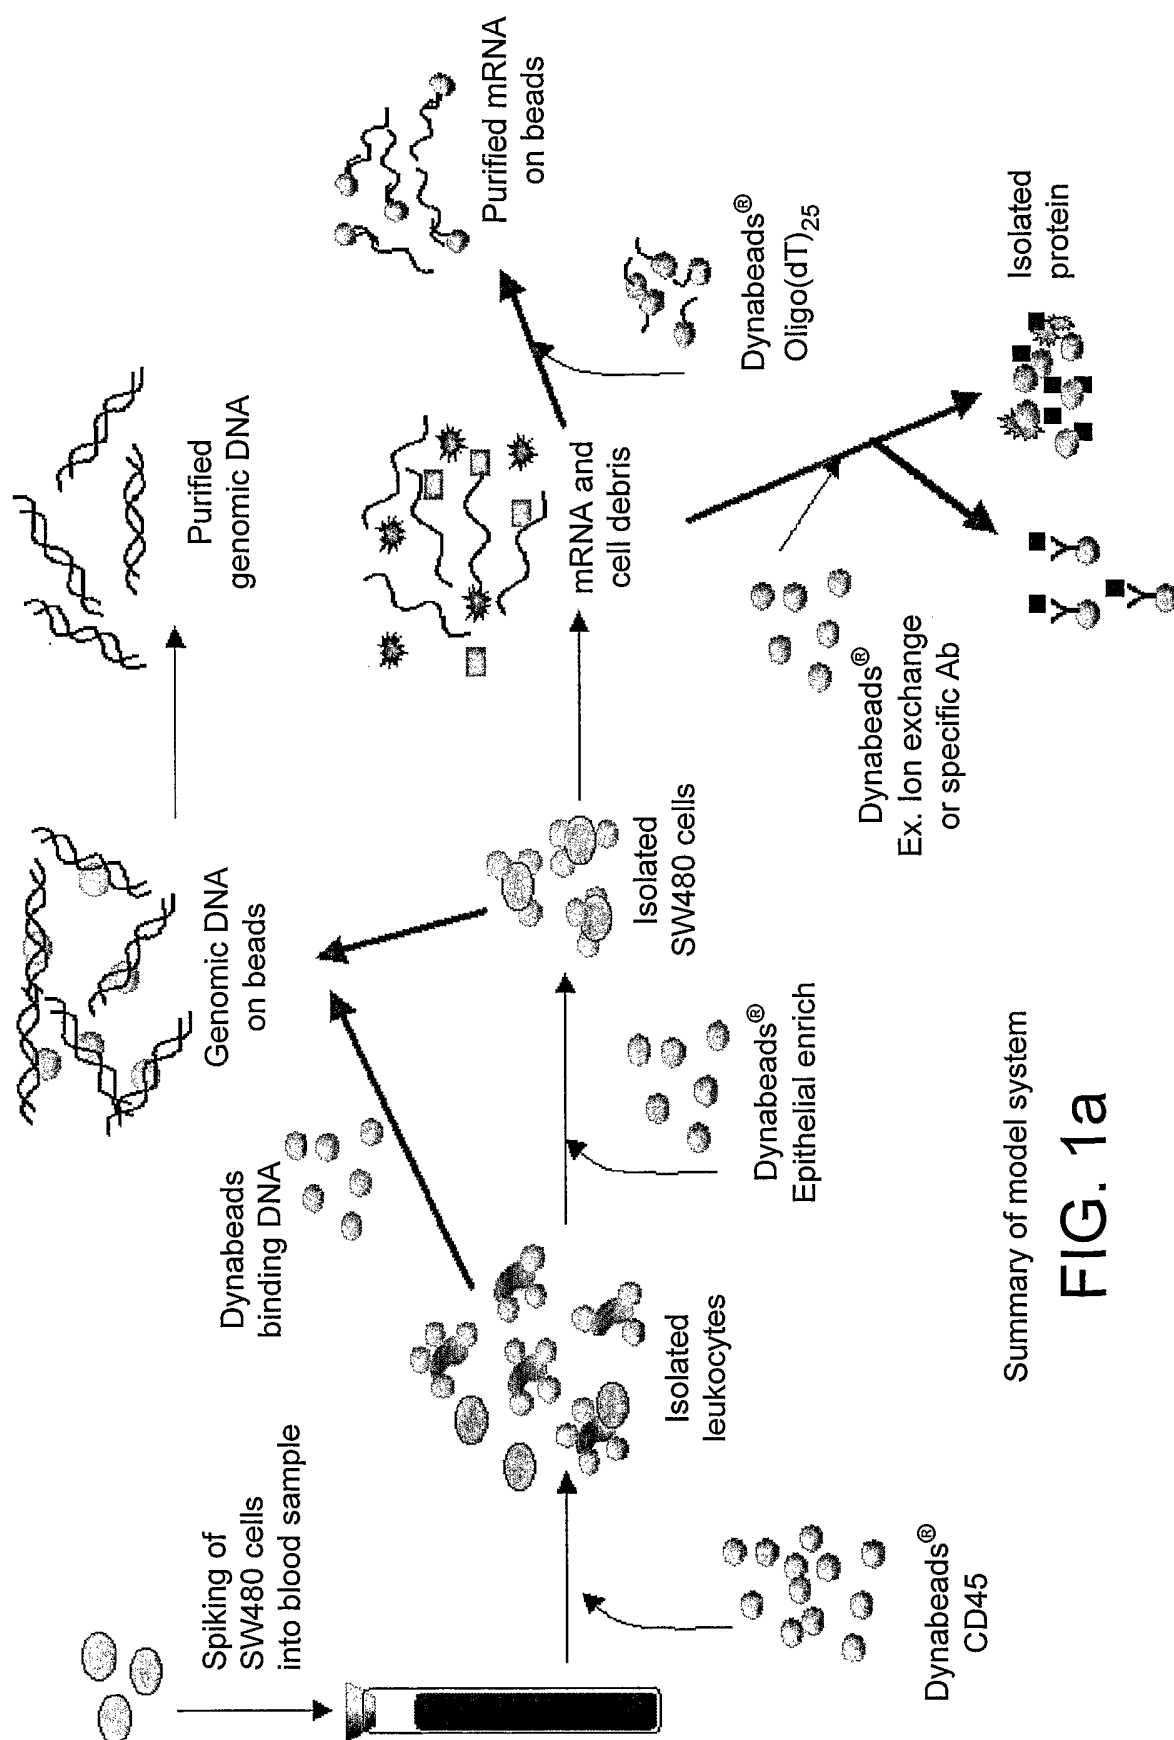 Spiking of
SW480 cells
into blood sample
Dynabeads®
CD45
Isolated
leukocytes
Dynabeads
binding DNA
Dynabeads®
Epithelial enrich
Genomic DNA
on beads
Isolated
SW480 cells
Purified
genomic DNA
mRNA and
cell debris
Dynabeads®
Ex. Ion exchange
or specific Ab
Dynabeads®
Oligo(dT)25
Purified mRNA
on beads
Isolated
protein
Summary of model system
FIG. 1a